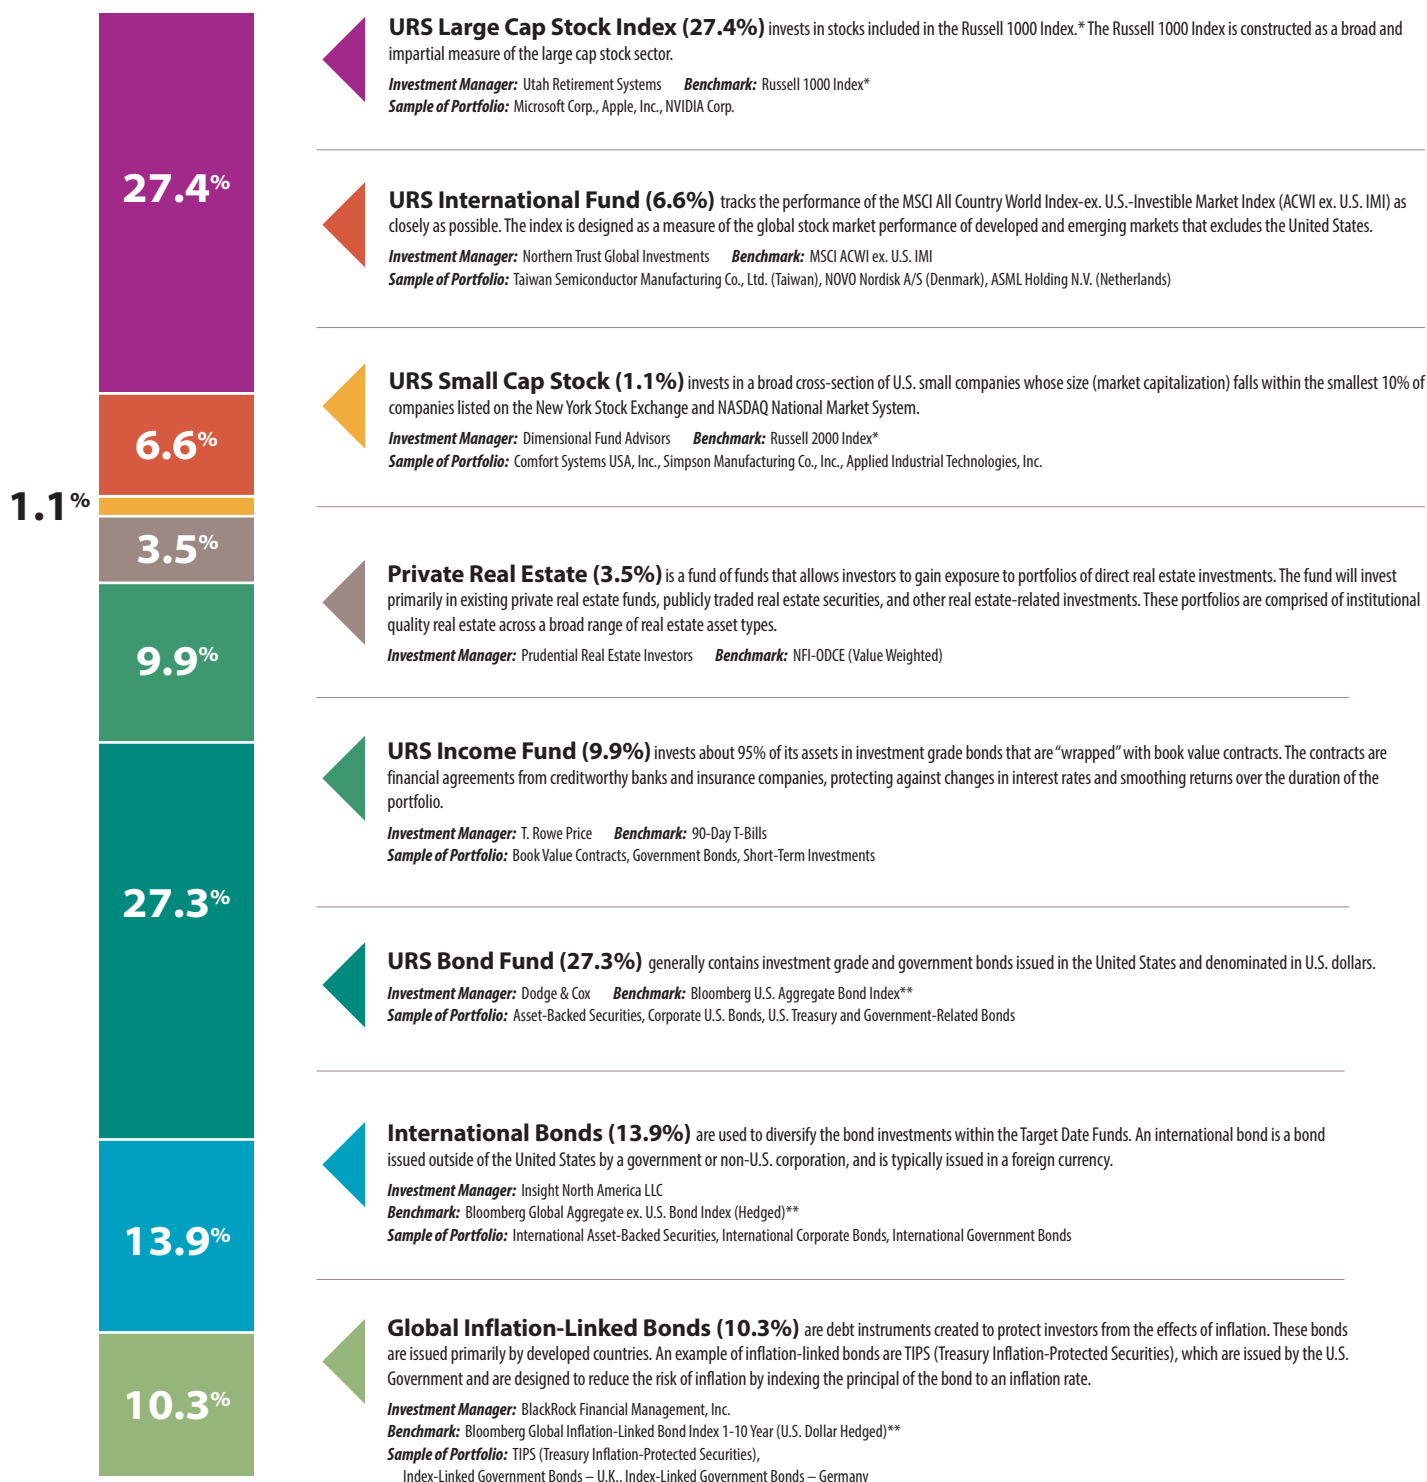 URS Large Cap Stock Index (27.4%) invests in stocks included in the Russell 1000 Index.* The Russell 1000 Index is constructed as a broad and
impartial measure of the large cap stock sector.
Investment Manager: Utah Retirement Systems Benchmark: Russell 1000 Index*
Sample of Portfolio: Microsoft Corp., Apple, Inc., NVIDIA Corp.
27.4%
URS International Fund (6.6%) tracks the performance of the MSCI All Country World Index-ex. U.S.-Investible Market Index (ACWI ex. U.S. IMI) as
closely as possible. The index is designed as a measure of the global stock market performance of developed and emerging markets that excludes the United States.
Investment Manager: Northern Trust Global Investments Benchmark: MSCI ACWI ex. U.S. IMI
Sample of Portfolio: Taiwan Semiconductor Manufacturing Co., Ltd. (Taiwan), NOVO Nordisk A/S (Denmark), ASML Holding N.V. (Netherlands)
6.6%
URS Small Cap Stock (1.1%) invests in a broad cross-section of U.S. small companies whose size (market capitalization) falls within the smallest 10% of
companies listed on the New York Stock Exchange and NASDAQ National Market System.
Investment Manager: Dimensional Fund Advisors Benchmark: Russell 2000 Index*
Sample of Portfolio: Comfort Systems USA, Inc., Simpson Manufacturing Co., Inc., Applied Industrial Technologies, Inc.
1.1%
3.5%
Private Real Estate (3.5%) is a fund of funds that allows investors to gain exposure to portfolios of direct real estate investments. The fund will invest
primarily in existing private real estate funds, publicly traded real estate securities, and other real estate-related investments. These portfolios are comprised of institutional
quality real estate across a broad range of real estate asset types.
Investment Manager: Prudential Real Estate Investors Benchmark: NFI-ODCE (Value Weighted)
9.9%
URS Income Fund (9.9%) invests about 95% of its assets in investment grade bonds that are “wrapped” with book value contracts. The contracts are
financial agreements from creditworthy banks and insurance companies, protecting against changes in interest rates and smoothing returns over the duration of the
portfolio.
Investment Manager: T. Rowe Price Benchmark: 90-Day T-Bills
Sample of Portfolio: Book Value Contracts, Government Bonds, Short-Term Investments
27.3%
URS Bond Fund (27.3%) generally contains investment grade and government bonds issued in the United States and denominated in U.S. dollars.
Investment Manager: Dodge & Cox Benchmark: Bloomberg U.S. Aggregate Bond Index**
Sample of Portfolio: Asset-Backed Securities, Corporate U.S. Bonds, U.S. Treasury and Government-Related Bonds
International Bonds (13.9%) are used to diversify the bond investments within the Target Date Funds. An international bond is a bond
issued outside of the United States by a government or non-U.S. corporation, and is typically issued in a foreign currency.
Investment Manager: Insight North America LLC
Benchmark: Bloomberg Global Aggregate ex. U.S. Bond Index (Hedged)**
Sample of Portfolio: International Asset-Backed Securities, International Corporate Bonds, International Government Bonds
13.9%
Global Inflation-Linked Bonds (10.3%) are debt instruments created to protect investors from the effects of inflation. These bonds
are issued primarily by developed countries. An example of inflation-linked bonds are TIPS (Treasury Inflation-Protected Securities), which are issued by the U.S.
Government and are designed to reduce the risk of inflation by indexing the principal of the bond to an inflation rate.
Investment Manager: BlackRock Financial Management, Inc.
Benchmark: Bloomberg Global Inflation-Linked Bond Index 1-10 Year (U.S. Dollar Hedged)**
Sample of Portfolio: TIPS (Treasury Inflation-Protected Securities),
Index-Linked Government Bonds – U.K., Index-Linked Government Bonds – Germany
10.3%